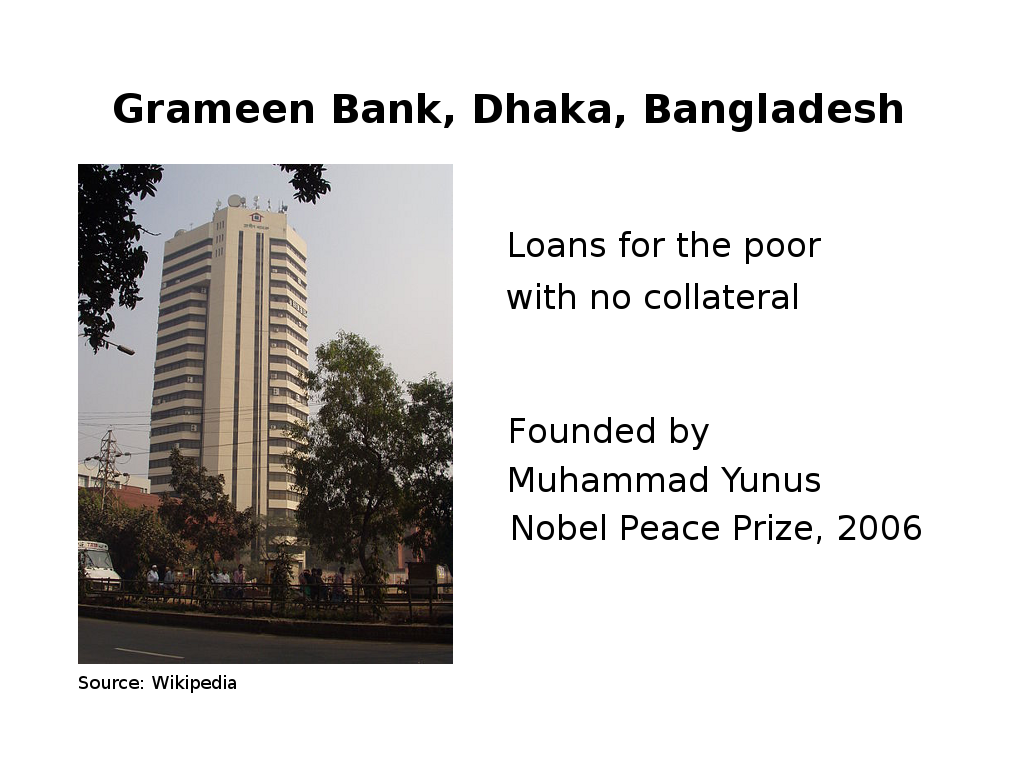 Grameen Bank, Dhaka, Bangladesh
Loans for the poor
with no collateral
Founded by
Muhammad Yunus
Nobel Peace Prize, 2006
Source: Wikipedia